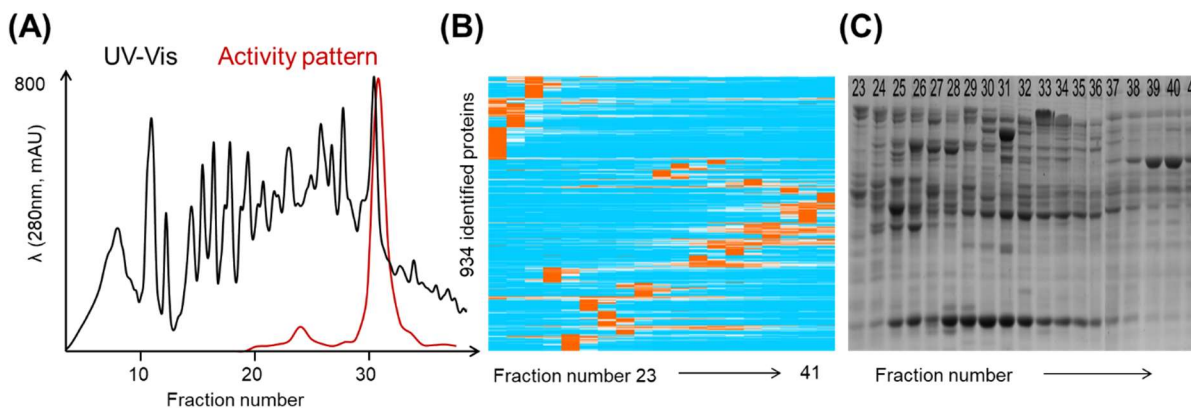 (A)
UV-Vis Activity pattern
800
λ (280nm, mAU)
10 20 30
Fraction number
(B)
934 identified proteins
Fraction number 23 41
(C)
23 24 25 26 27 28 29 30 31 32 33 34 35 36 37 38 39 40 4
Fraction number